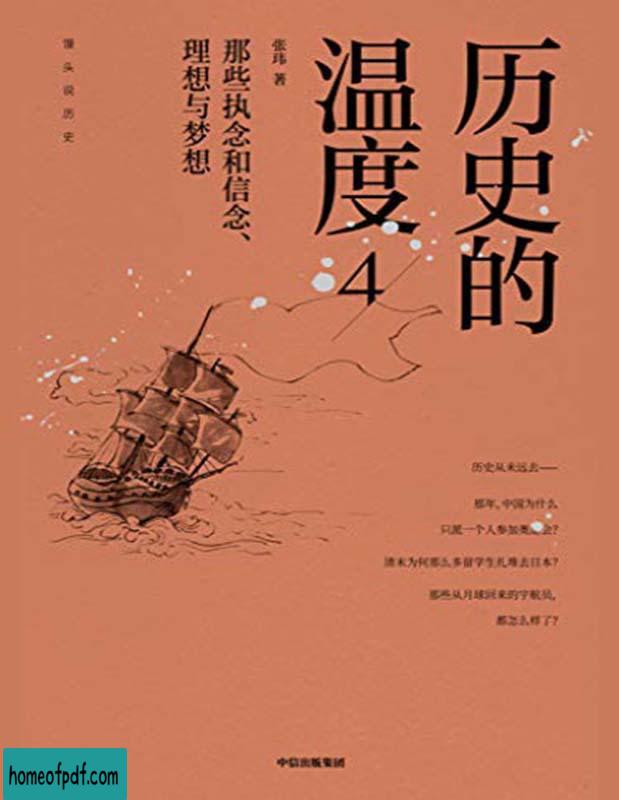 历史的
温度
4
张玮 著
那些执念和信念、
理想与梦想
馒头说历史
历史从未远去——
那年,中国为什么
只派一个人参加奥运会?
清末为何那么多留学生扎堆去日本?
那些从月球回来的宇航员,
都怎么样了?
中信出版集团
homeofpdf.com